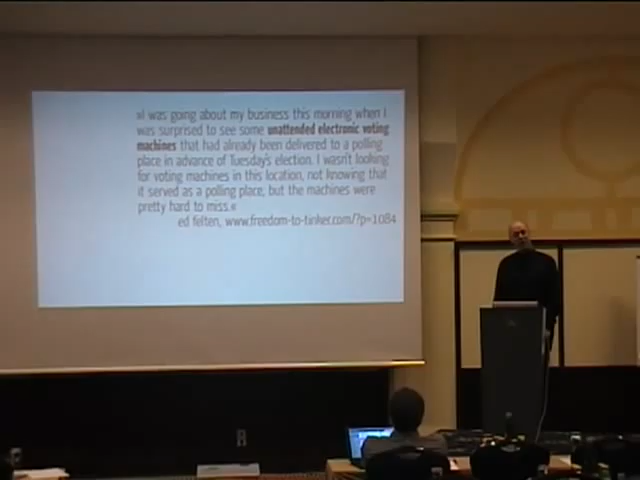 »I was going about my business this morning when I
was surprised to see some unattended electronic voting
machines that had already been delivered to a polling
place in advance of Tuesday's election. I wasn't looking
for voting machines in this location, not knowing that
it served as a polling place, but the machines were
pretty hard to miss.«
ed felten, www.freedom-to-tinker.com/?p=1084